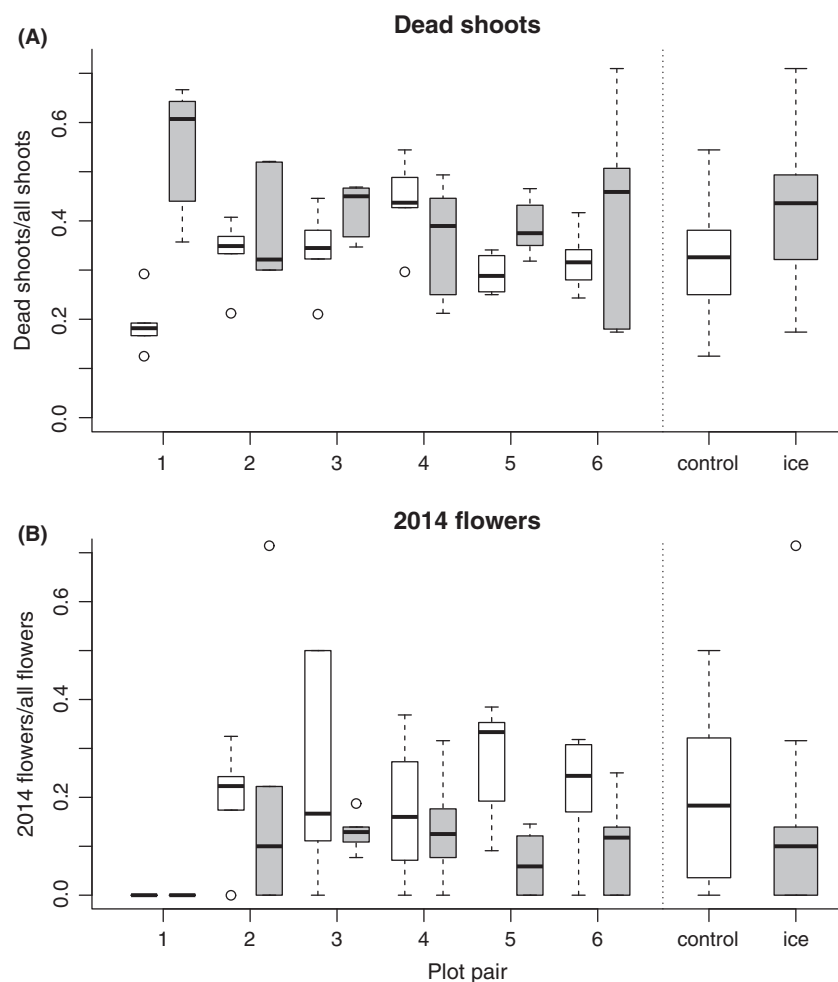 (A)
Dead shoots
Dead shoots/all shoots
0.0 0.2 0.4 0.6
1 2 3 4 5 6 control ice
(B)
2014 flowers
2014 flowers/all flowers
0.0 0.2 0.4 0.6
1 2 3 4 5 6 control ice
Plot pair